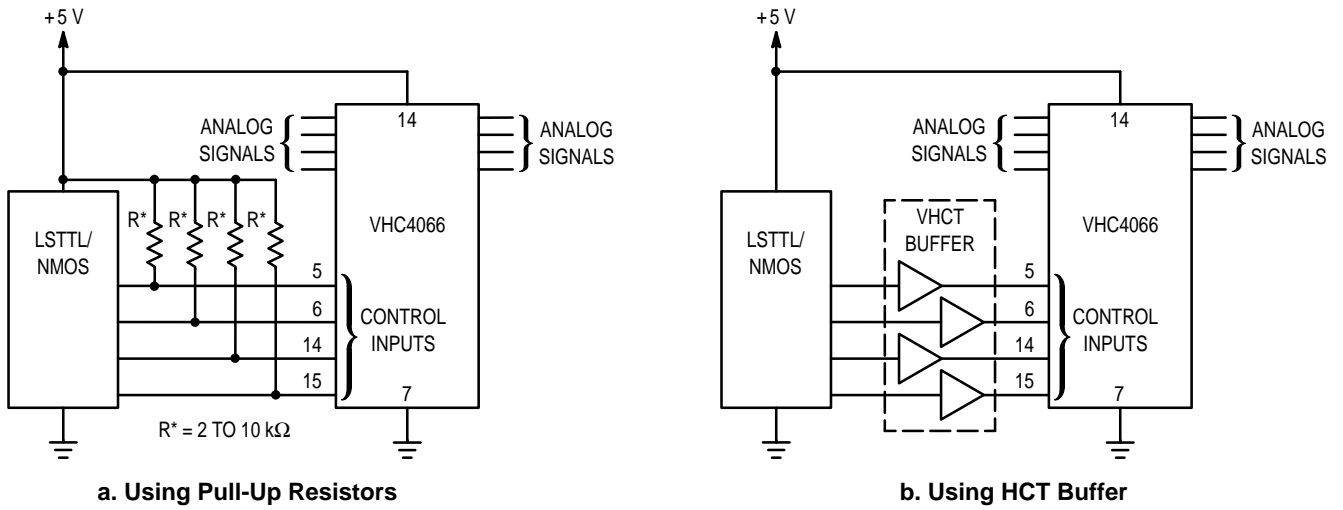 +5 V
14
ANALOG
SIGNALS
ANALOG
SIGNALS
R* R* R* R*
LSTTL/
NMOS
VHC4066
5
6
14
15
CONTROL
INPUTS
7
R* = 2 TO 10 kΩ
a. Using Pull-Up Resistors
+5 V
14
ANALOG
SIGNALS
ANALOG
SIGNALS
VHCT
BUFFER
LSTTL/
NMOS
VHC4066
5
6
14
15
CONTROL
INPUTS
7
b. Using HCT Buffer